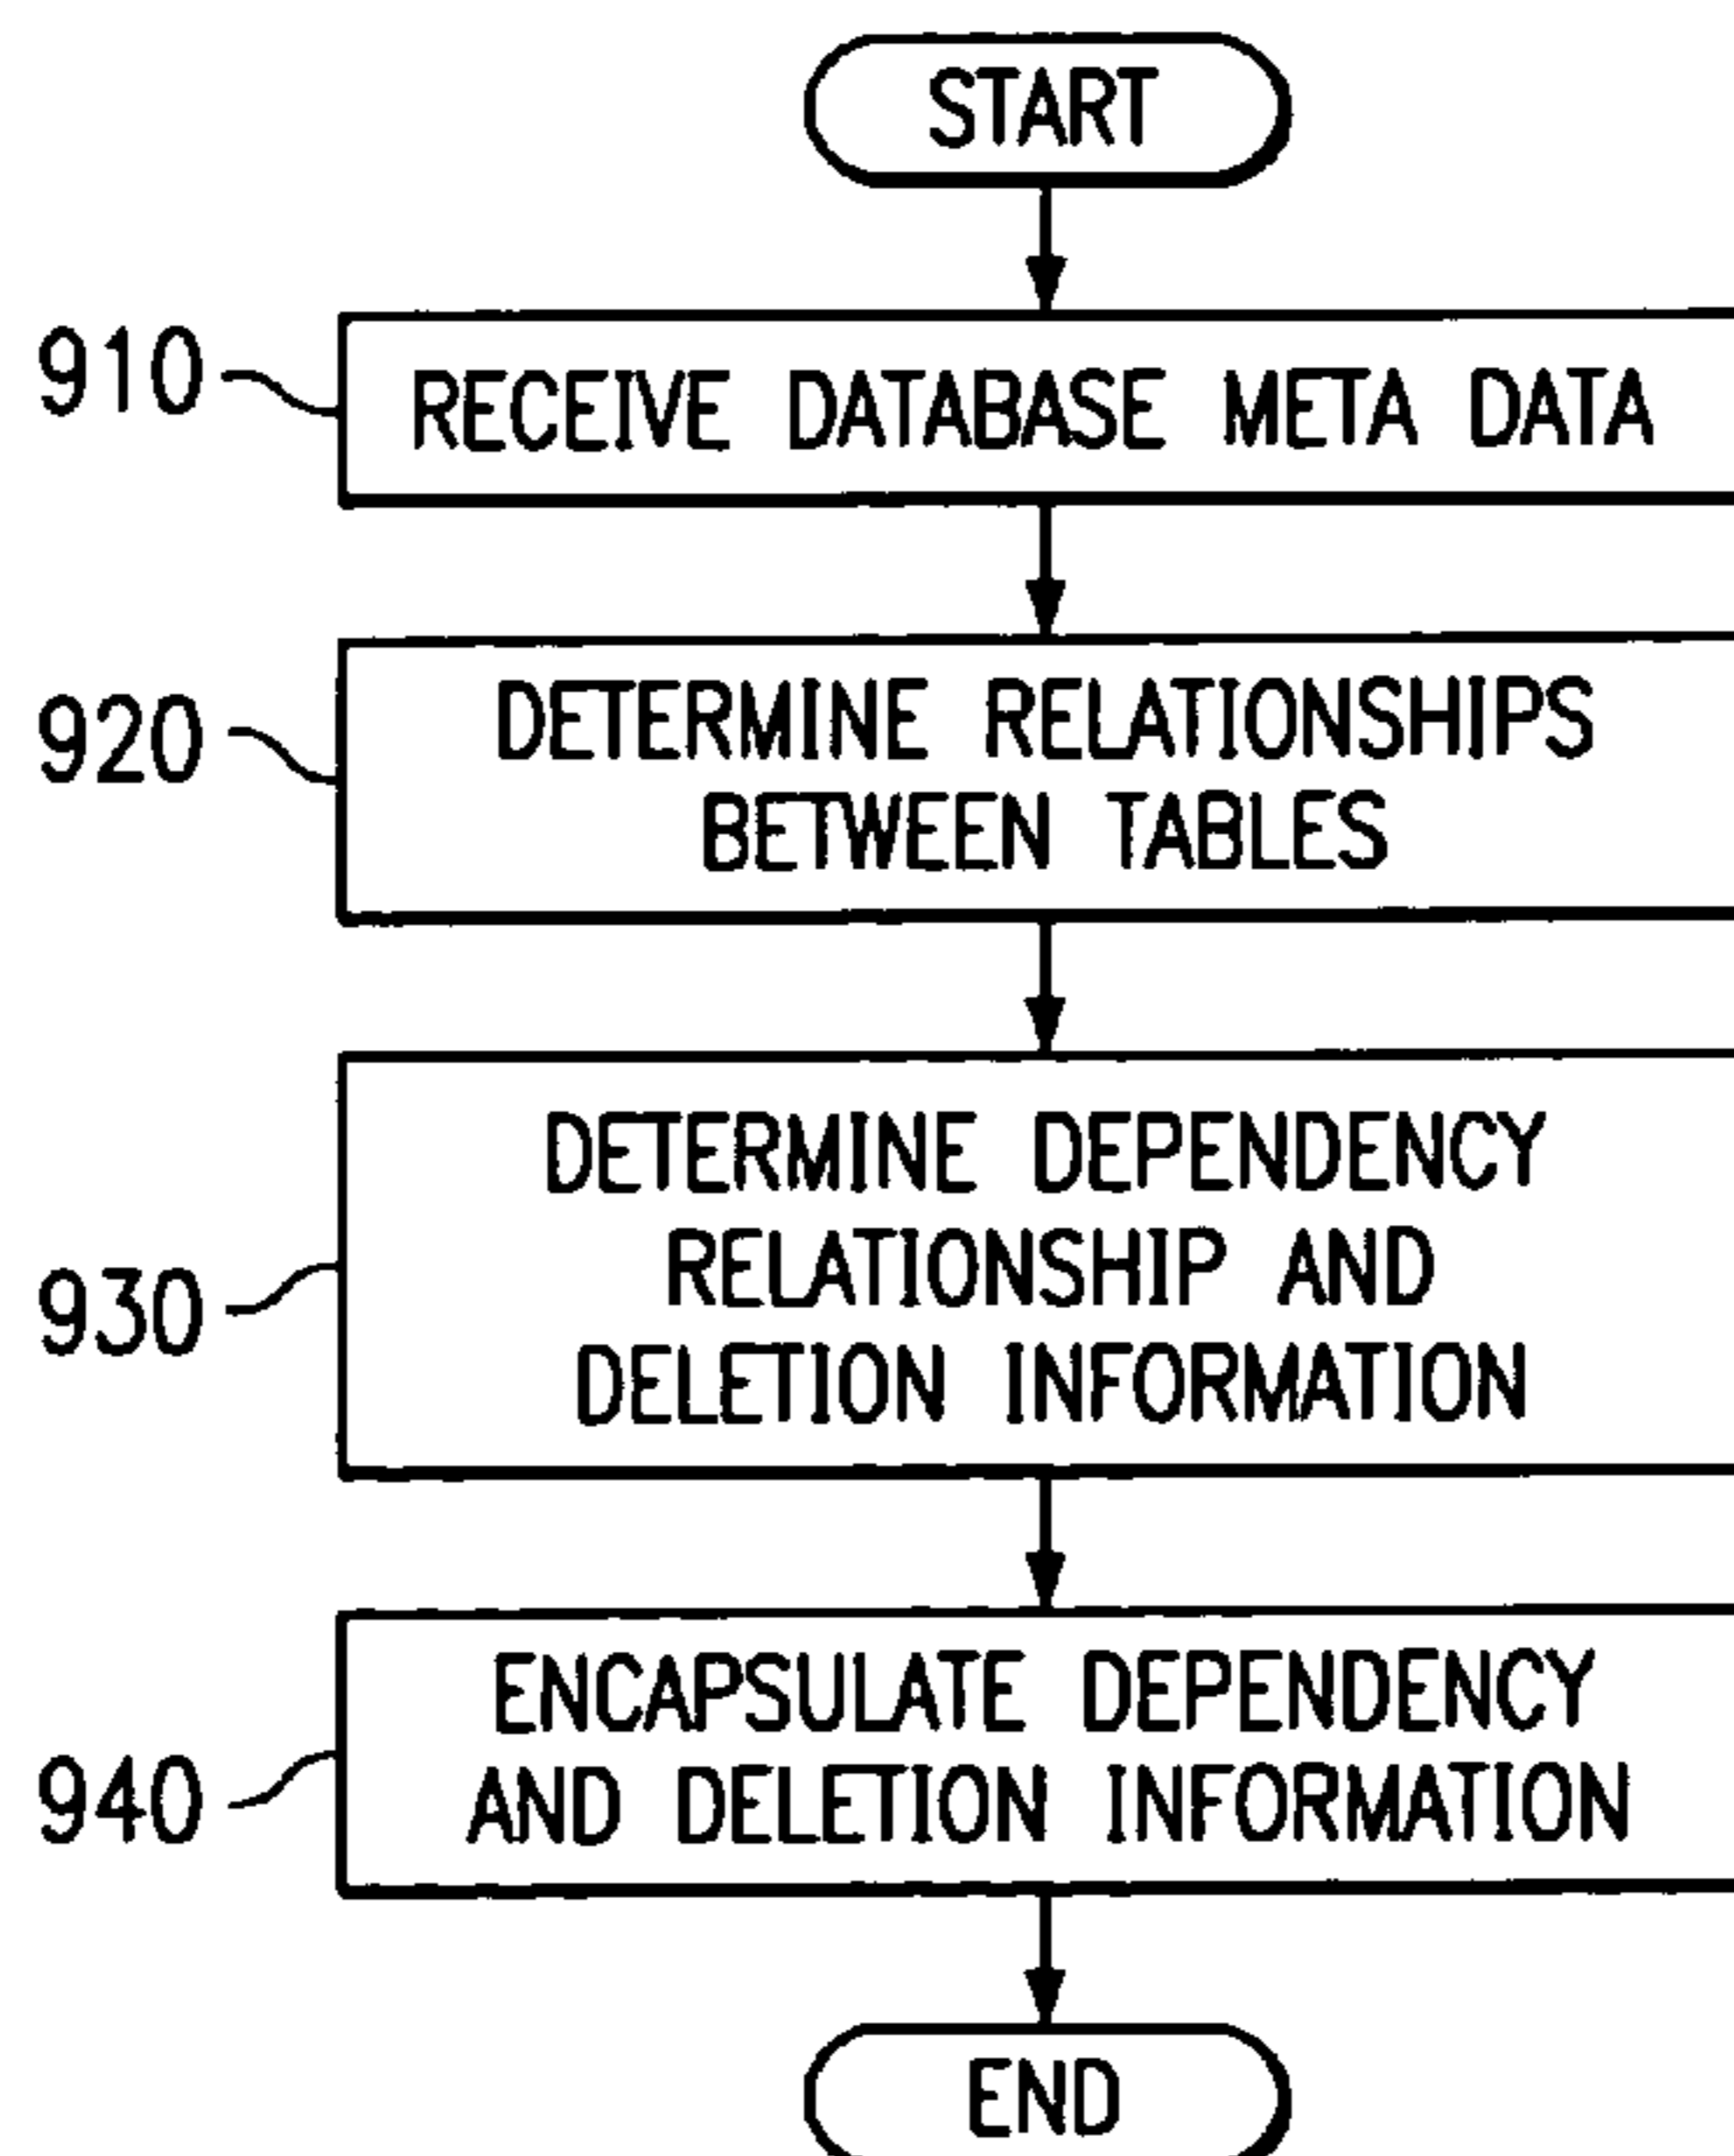 START
910
RECEIVE DATABASE META DATA
920
DETERMINE RELATIONSHIPS
BETWEEN TABLES
930
DETERMINE DEPENDENCY
RELATIONSHIP AND
DELETION INFORMATION
940
ENCAPSULATE DEPENDENCY
AND DELETION INFORMATION
END